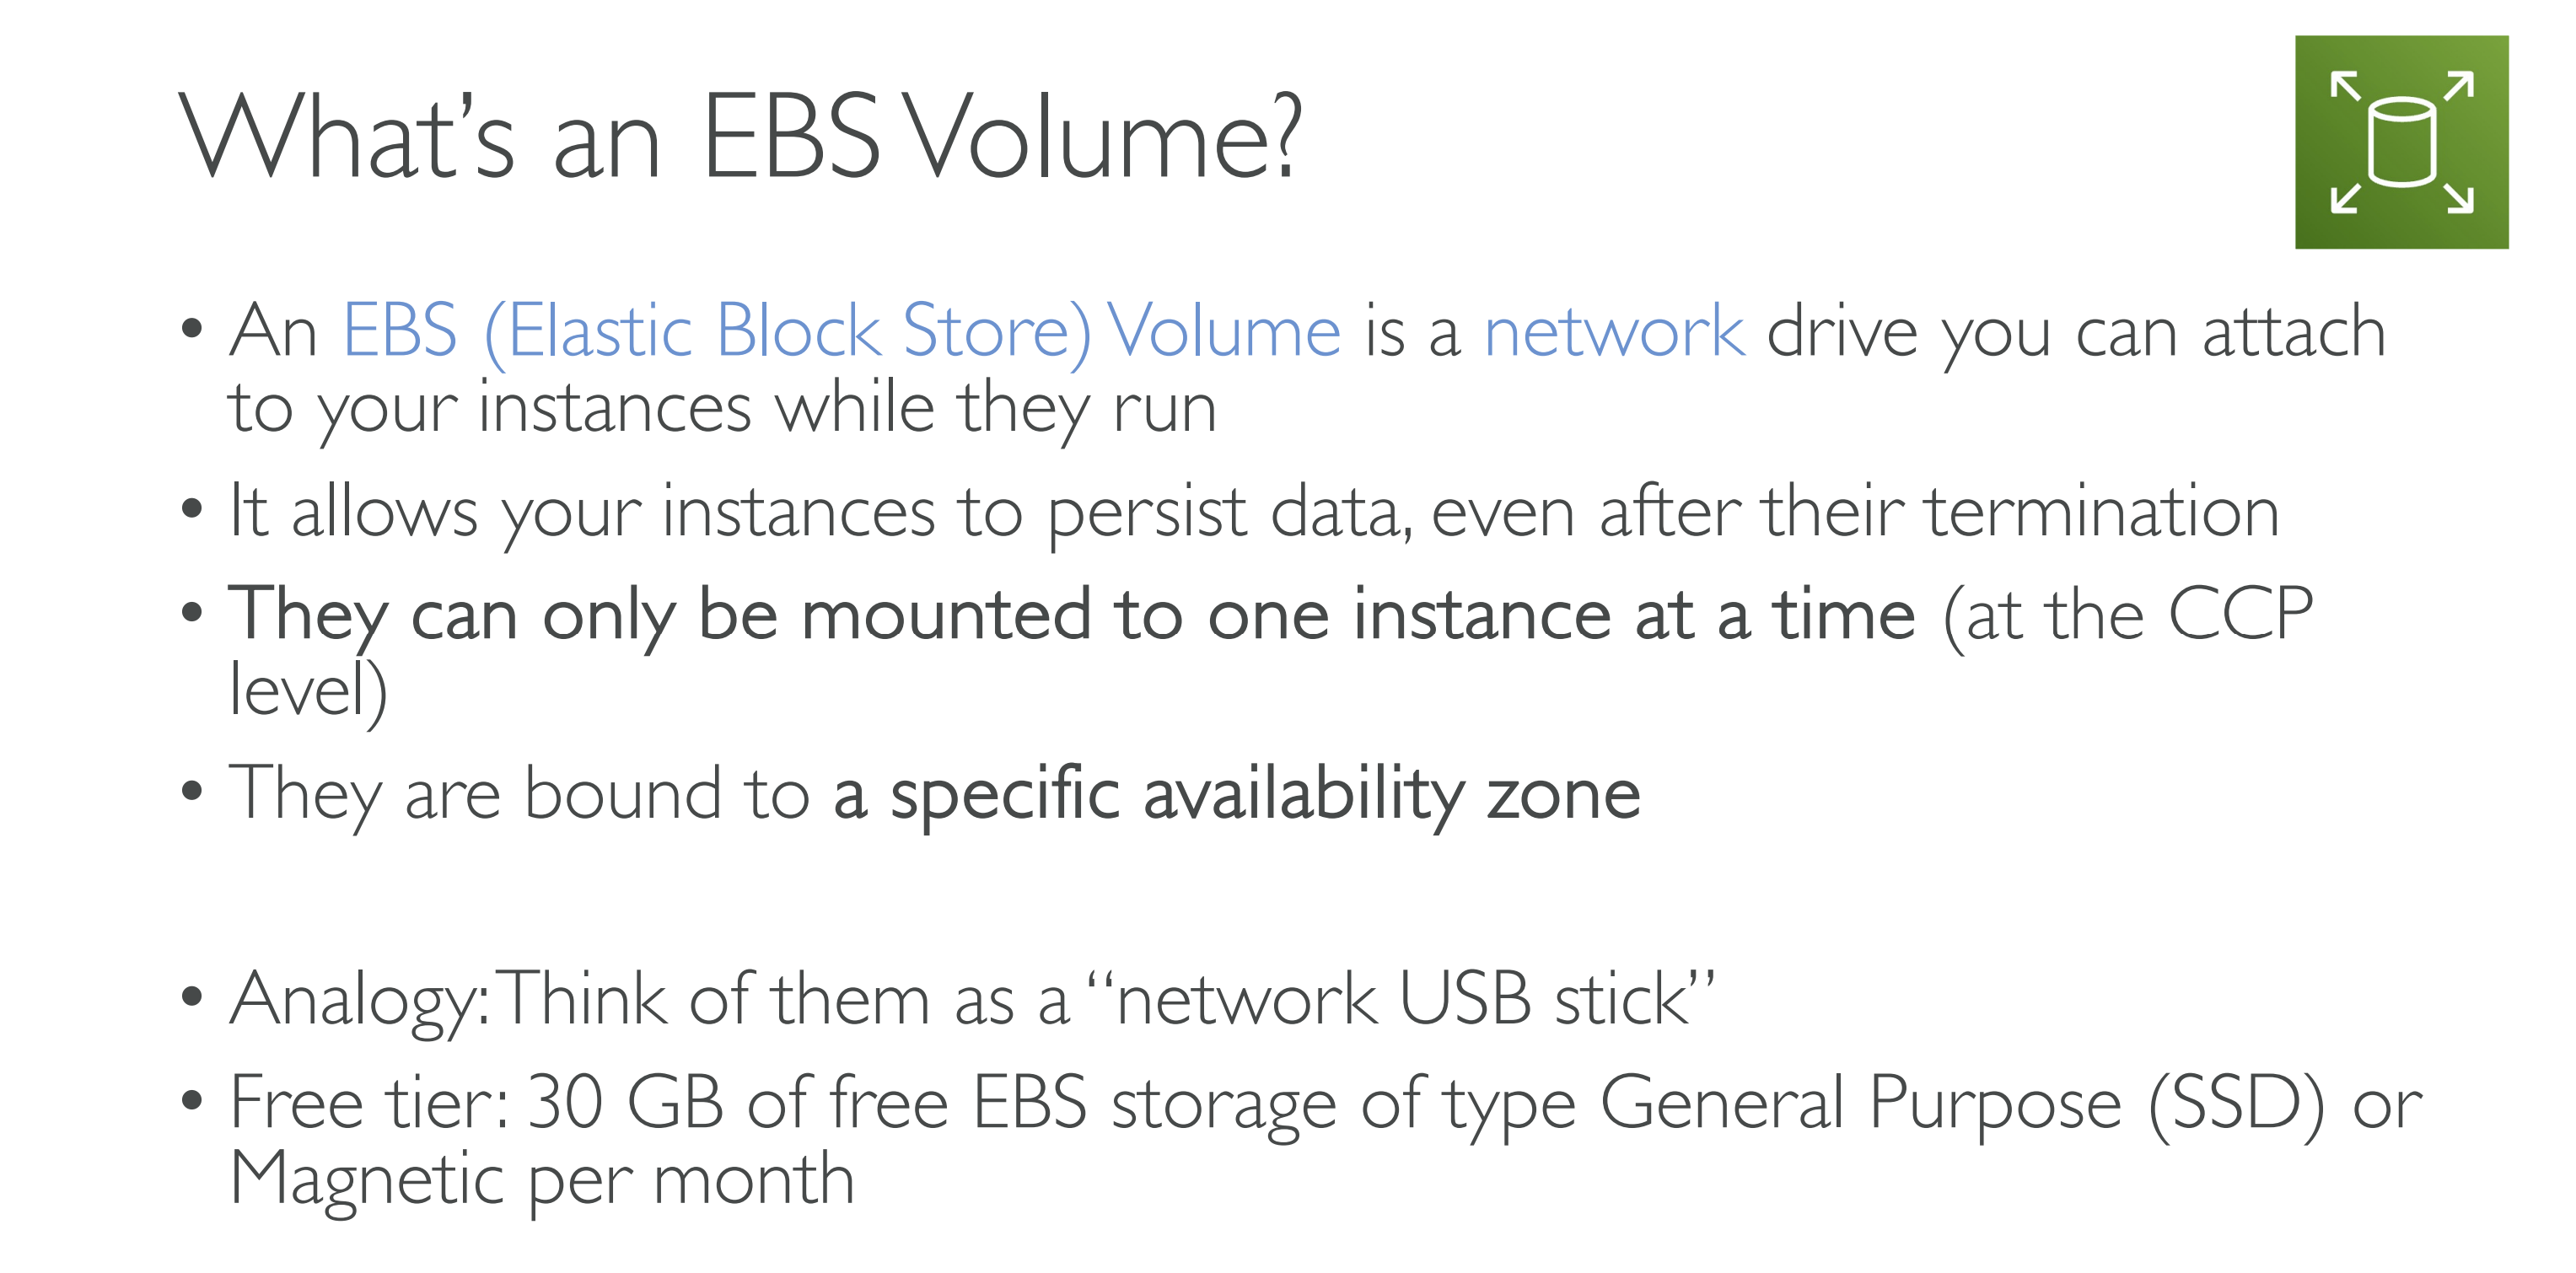 What’s an EBS Volume?
• An EBS (Elastic Block Store) Volume is a network drive you can attach
to your instances while they run
• It allows your instances to persist data, even after their termination
• They can only be mounted to one instance at a time (at the CCP
level)
• They are bound to a specific availability zone
• Analogy: Think of them as a “network USB stick”
• Free tier: 30 GB of free EBS storage of type General Purpose (SSD) or
Magnetic per month